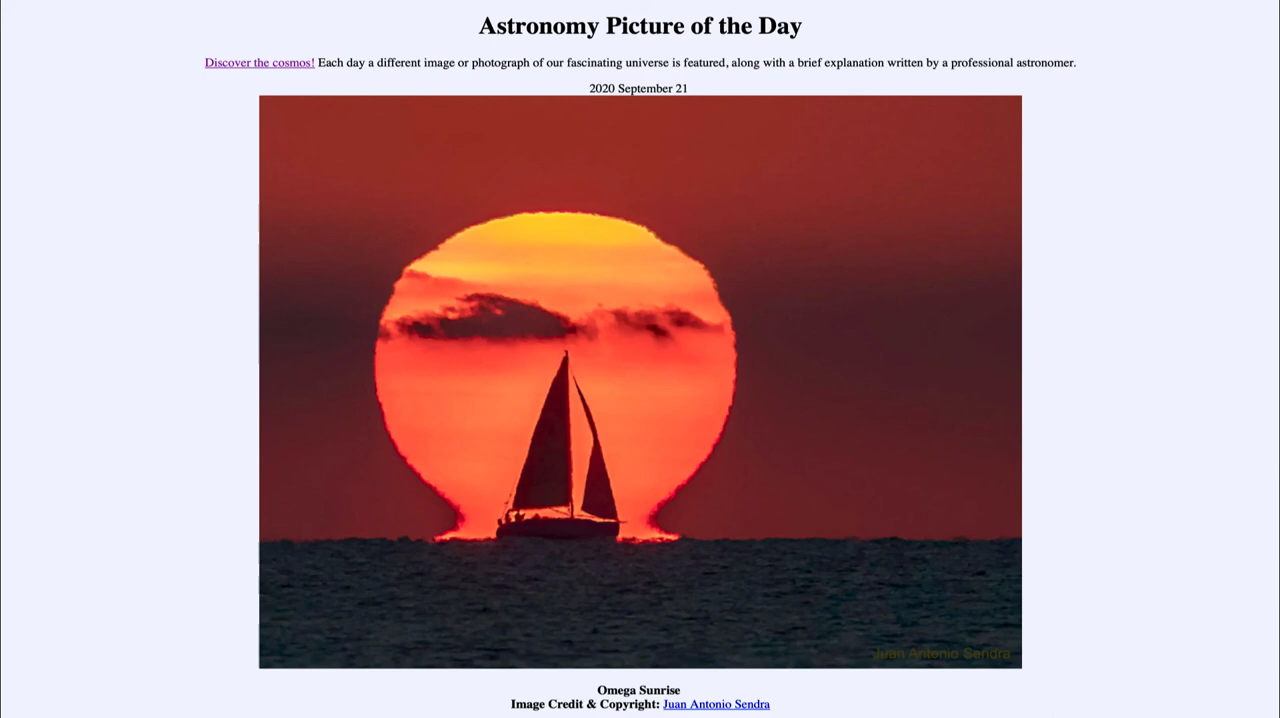 Astronomy Picture of the Day
Discover the cosmos! Each day a different image or photograph of our fascinating universe is featured, along with a brief explanation written by a professional astronomer.
2020 September 21
Juan Antonio Sendra
Omega Sunrise
Image Credit & Copyright: Juan Antonio Sendra